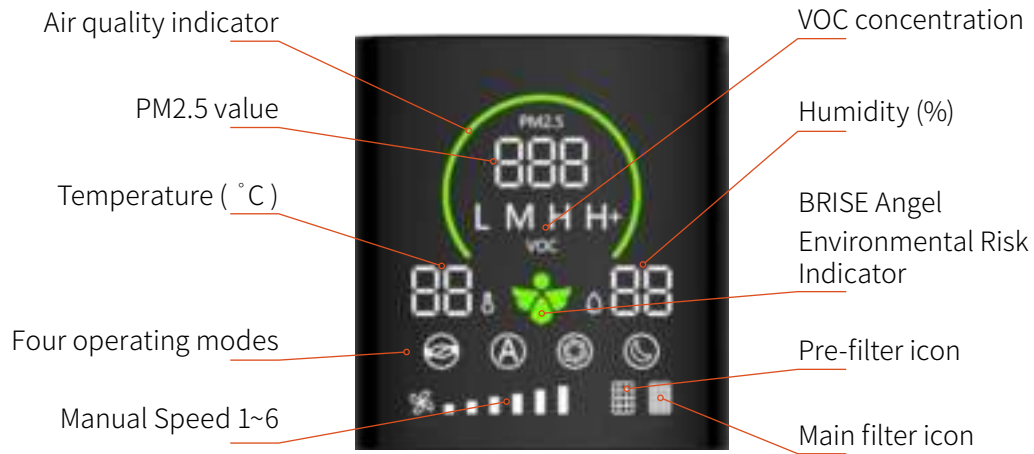 Air quality indicator
VOC concentration
PM2.5 value
Humidity (%)
Temperature ( ˚C )
BRISE Angel
Environmental Risk
Indicator
Four operating modes
Pre-filter icon
Manual Speed 1~6
Main filter icon
PM2.5
888
L M H H+
VOC
88
88
A